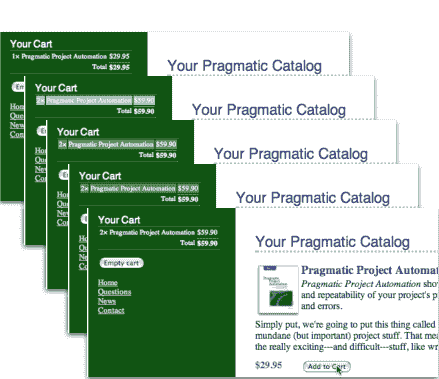 Your Cart
1× Pragmatic Project Automation $29.95
Total $29.95
Your Pragmatic Catalog
Your Cart
2× Pragmatic Project Automation $59.90
Total $59.90
Your Pragmatic Catalog
Your Cart
2× Pragmatic Project Automation $59.90
Total $59.90
Your Pragmatic Catalog
Your Cart
2× Pragmatic Project Automation $59.90
Total $59.90
Your Pragmatic Catalog
Your Cart
2× Pragmatic Project Automation $59.90
Total $59.90
Empty cart
Home
Questions
News
Contact
Your Pragmatic Catalog
Pragmatic Project Automat
Pragmatic Project Automation sho
and repeatability of your project's p
and errors.
Simply put, we're going to put this thing called
mundane (but important) project stuff. That mea
the really exciting---and difficult---stuff, like wr
$29.95 Add to Cart